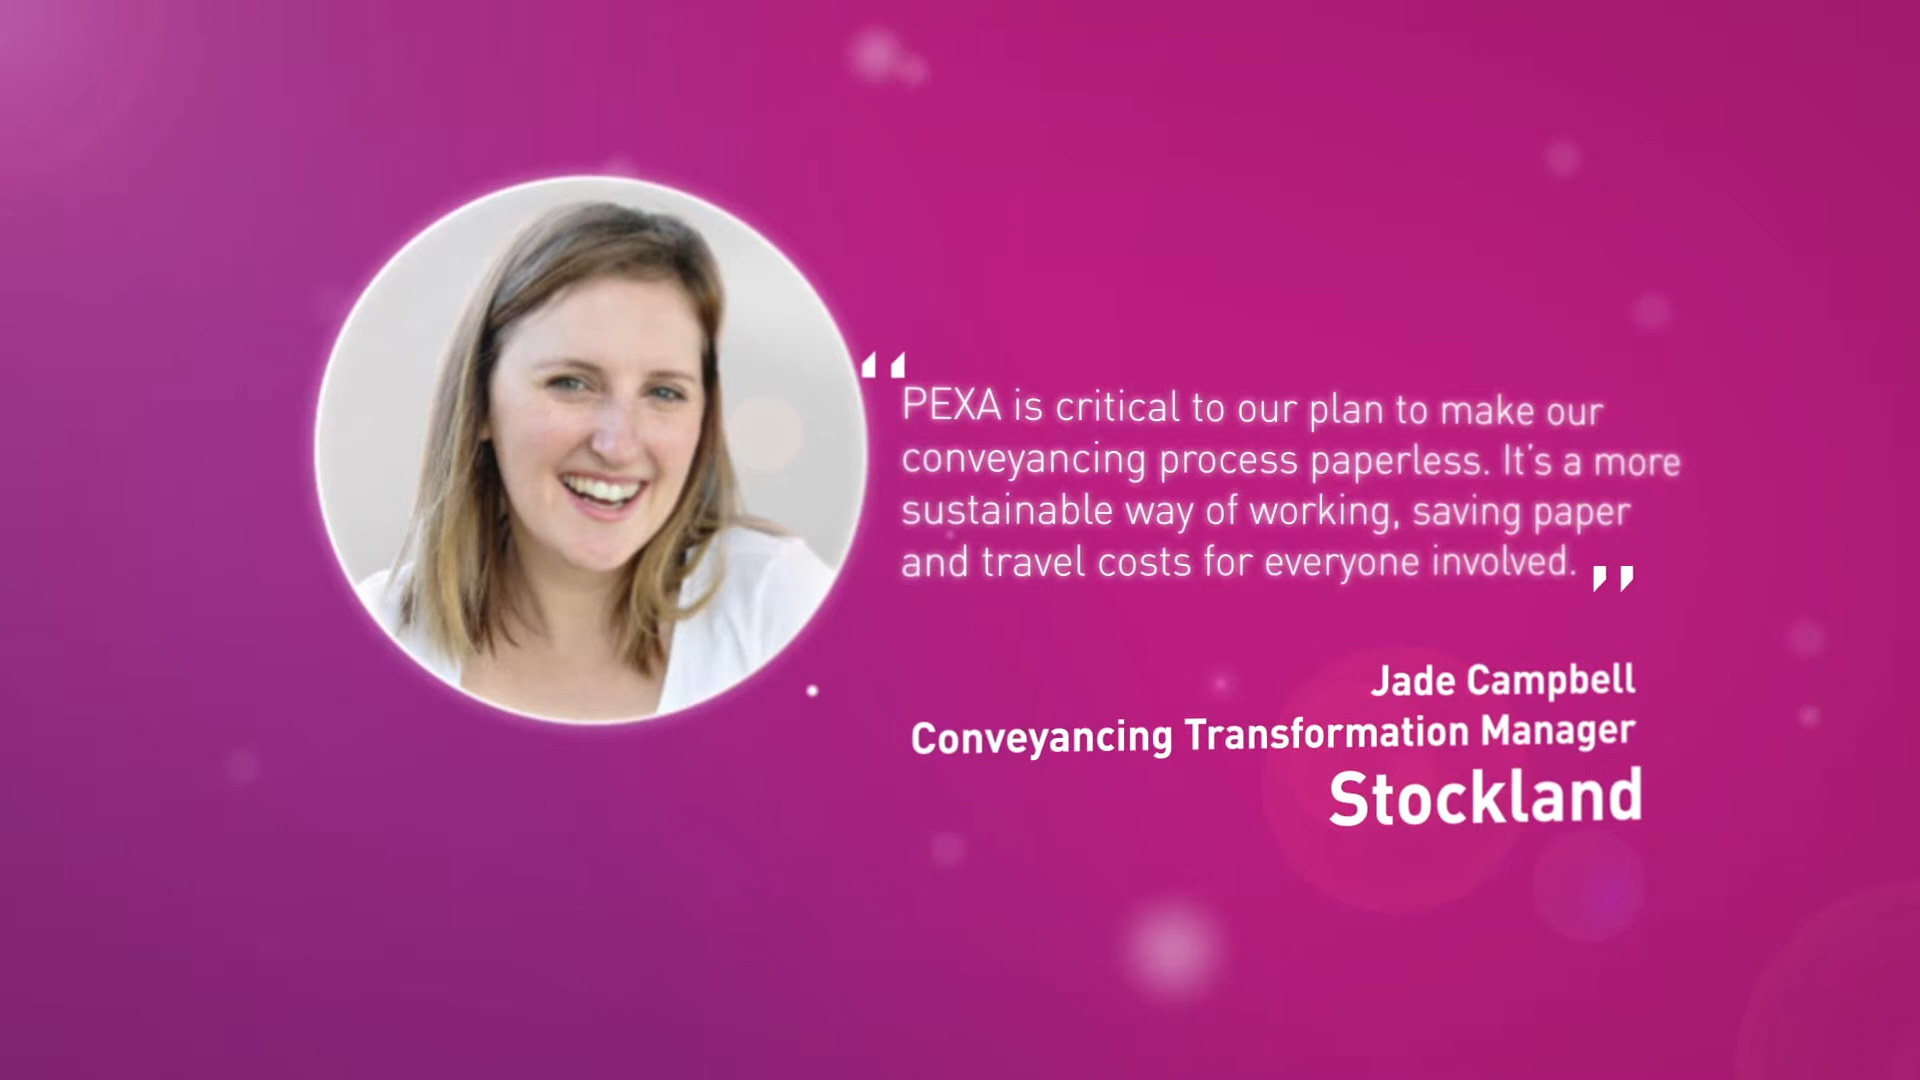 “PEXA is critical to our plan to make our
conveyancing process paperless. It's a more
sustainable way of working, saving paper
and travel costs for everyone involved.”
Jade Campbell
Conveyancing Transformation Manager
Stockland